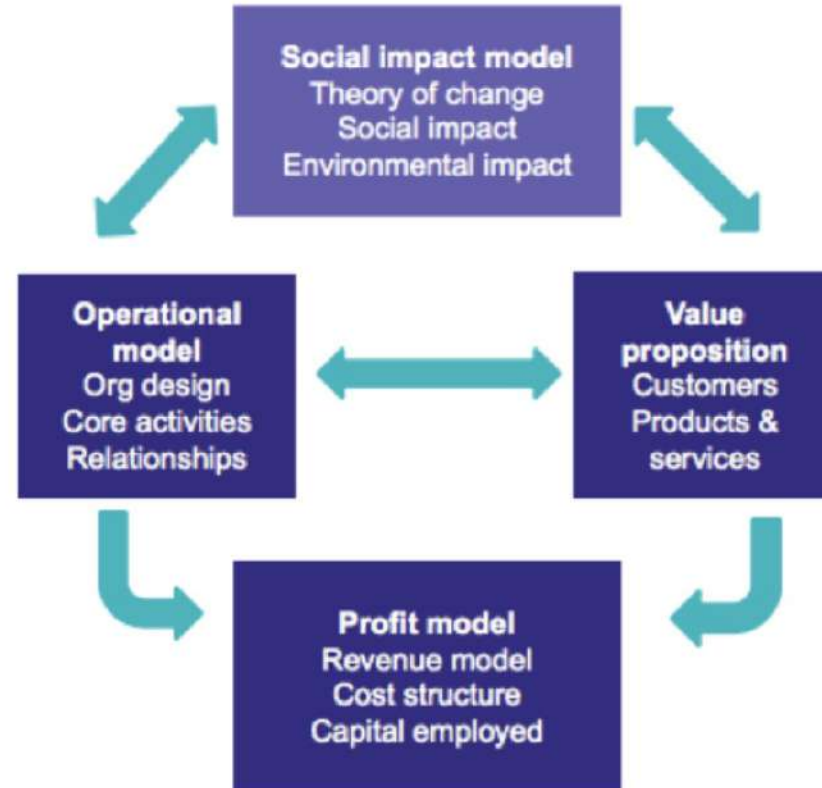 Social impact model
Theory of change
Social impact
Environmental impact
Operational
model
Org design
Core activities
Relationships
Value
proposition
Customers
Products &
services
Profit model
Revenue model
Cost structure
Capital employed